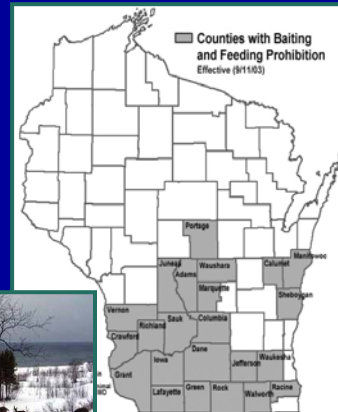 Counties with Baiting
and Feeding Prohibition
Effective (9/11/03)
Portage
Juneau
Adams
Waushara
Calumet
Manitowoc
Marquette
Sheboygan
Vernon
Sauk
Columbia
Richland
Crawford
Dane
Iowa
Jefferson
Waukesha
Grant
Lafayette
Green
Rock
Walworth
Racine